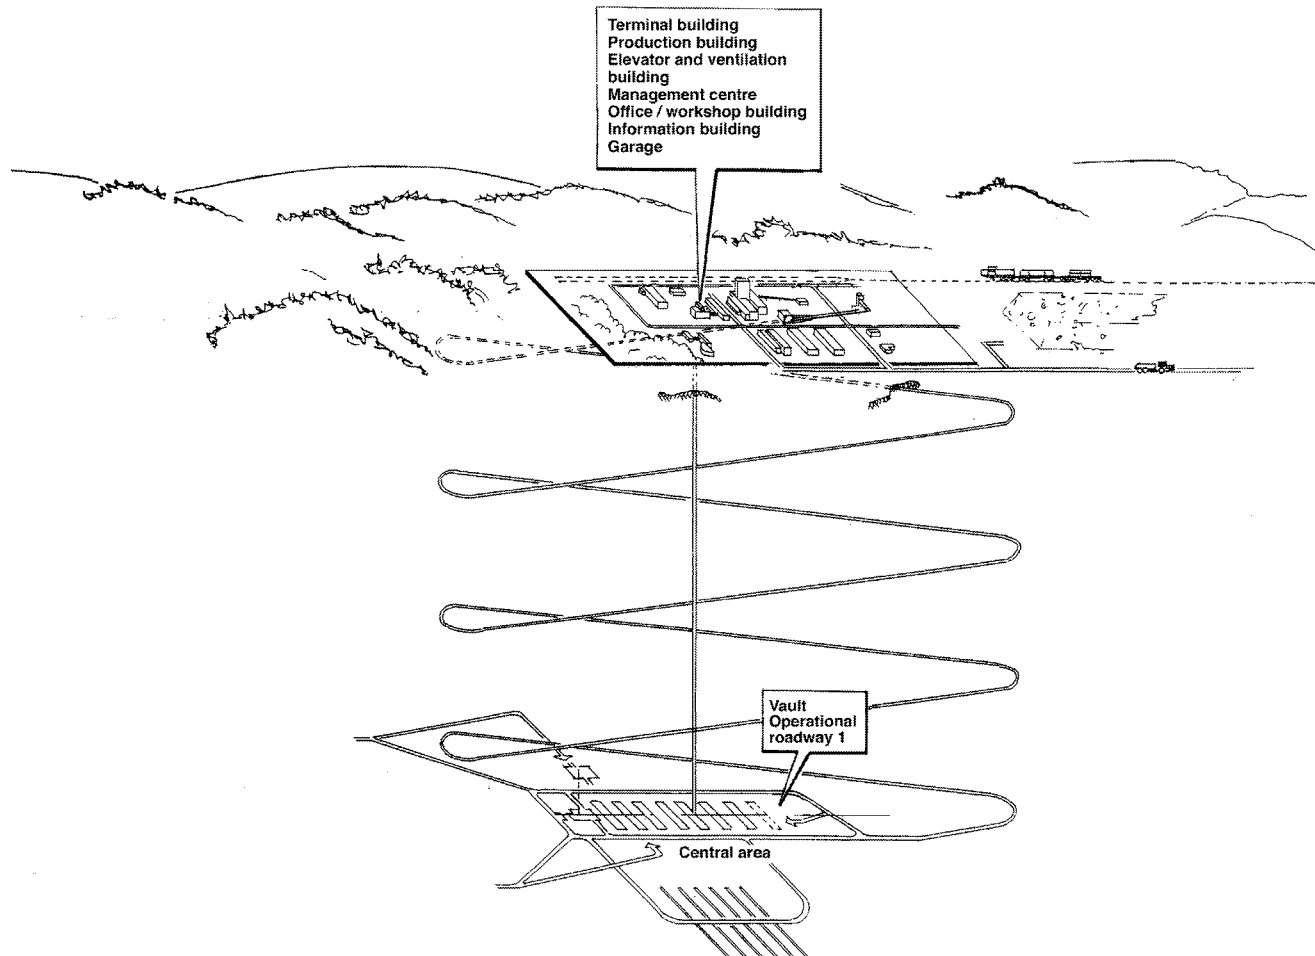 Terminal building
Production building
Elevator and ventilation
building
Management centre
Office / workshop building
Information building
Garage
Vault
Operational
roadway 1
Central area